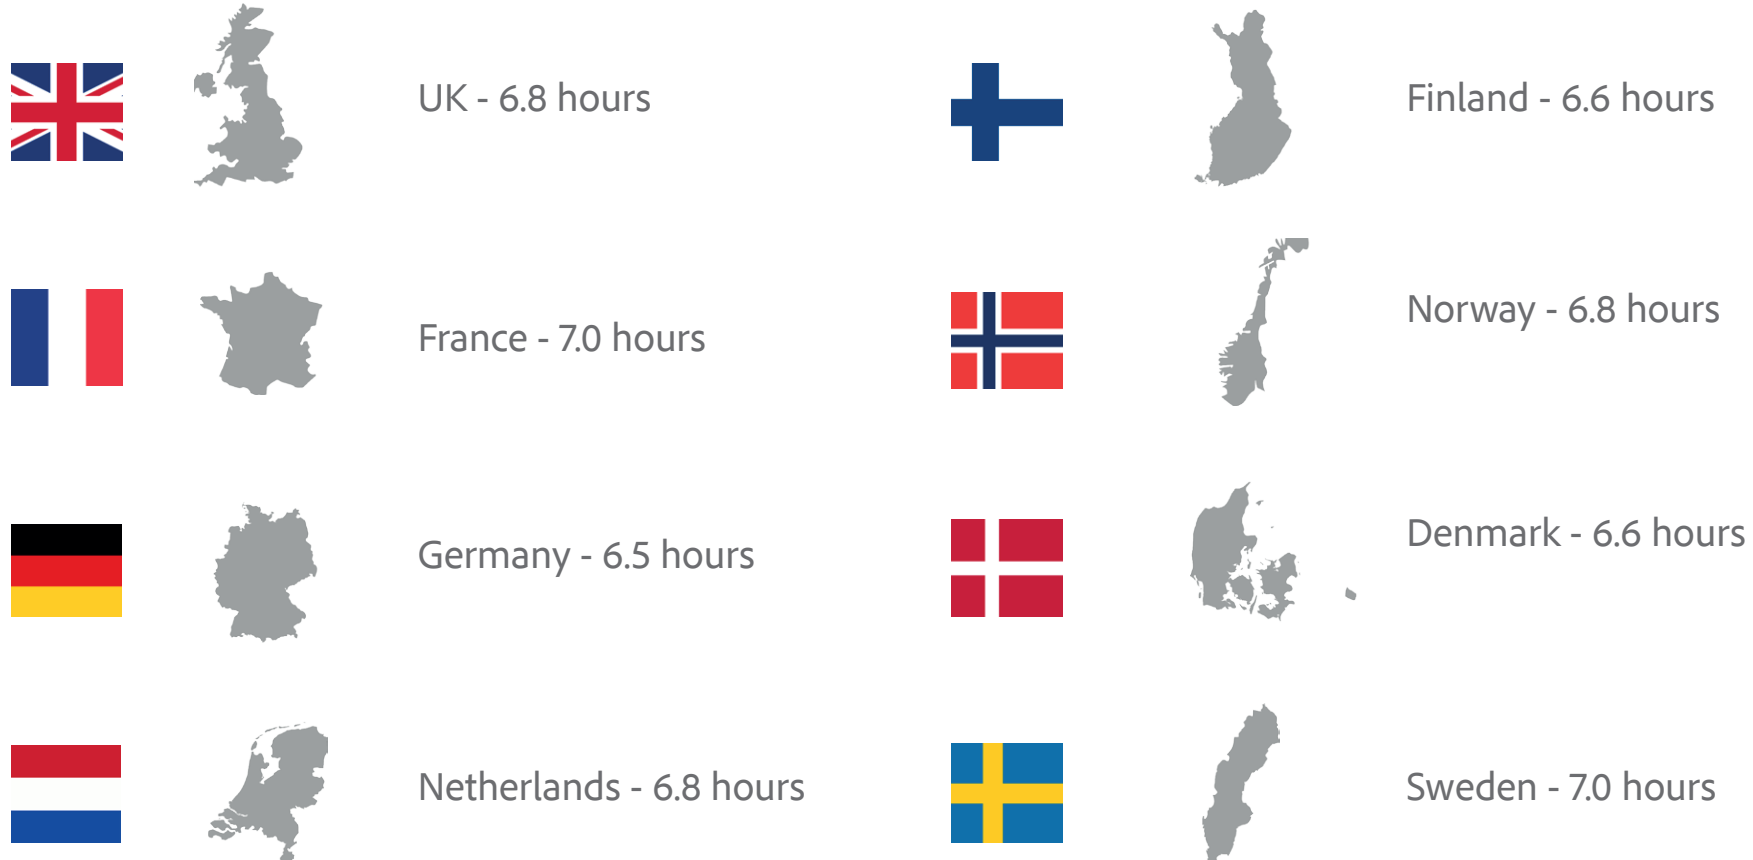 UK - 6.8 hours
Finland - 6.6 hours
France - 7.0 hours
Norway - 6.8 hours
Germany - 6.5 hours
Denmark - 6.6 hours
Netherlands - 6.8 hours
Sweden - 7.0 hours